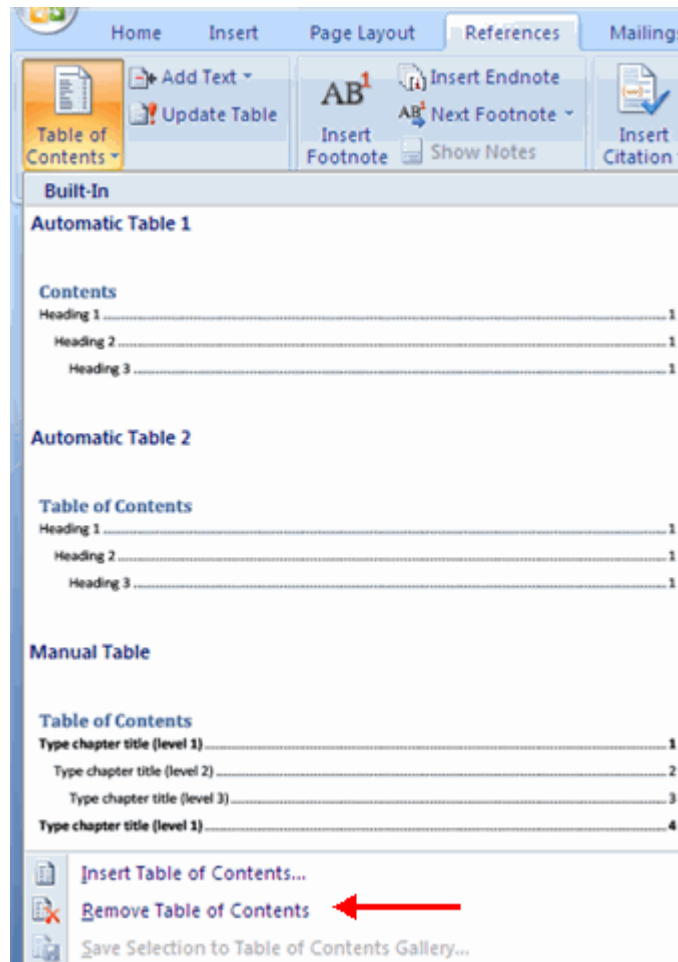 Home Insert Page Layout References Mailings
Add Text Insert Endnote
AB1
Update Table Next Footnote
AB1
Table of Contents Insert Footnote Show Notes Insert Citation
Built-In
Automatic Table 1
Contents
Heading 1 1
Heading 2 1
Heading 3 1
Automatic Table 2
Table of Contents
Heading 1 1
Heading 2 1
Heading 3 1
Manual Table
Table of Contents
Type chapter title (level 1) 1
Type chapter title (level 2) 2
Type chapter title (level 3) 3
Type chapter title (level 1) 4
Insert Table of Contents...
Remove Table of Contents
Save Selection to Table of Contents Gallery...